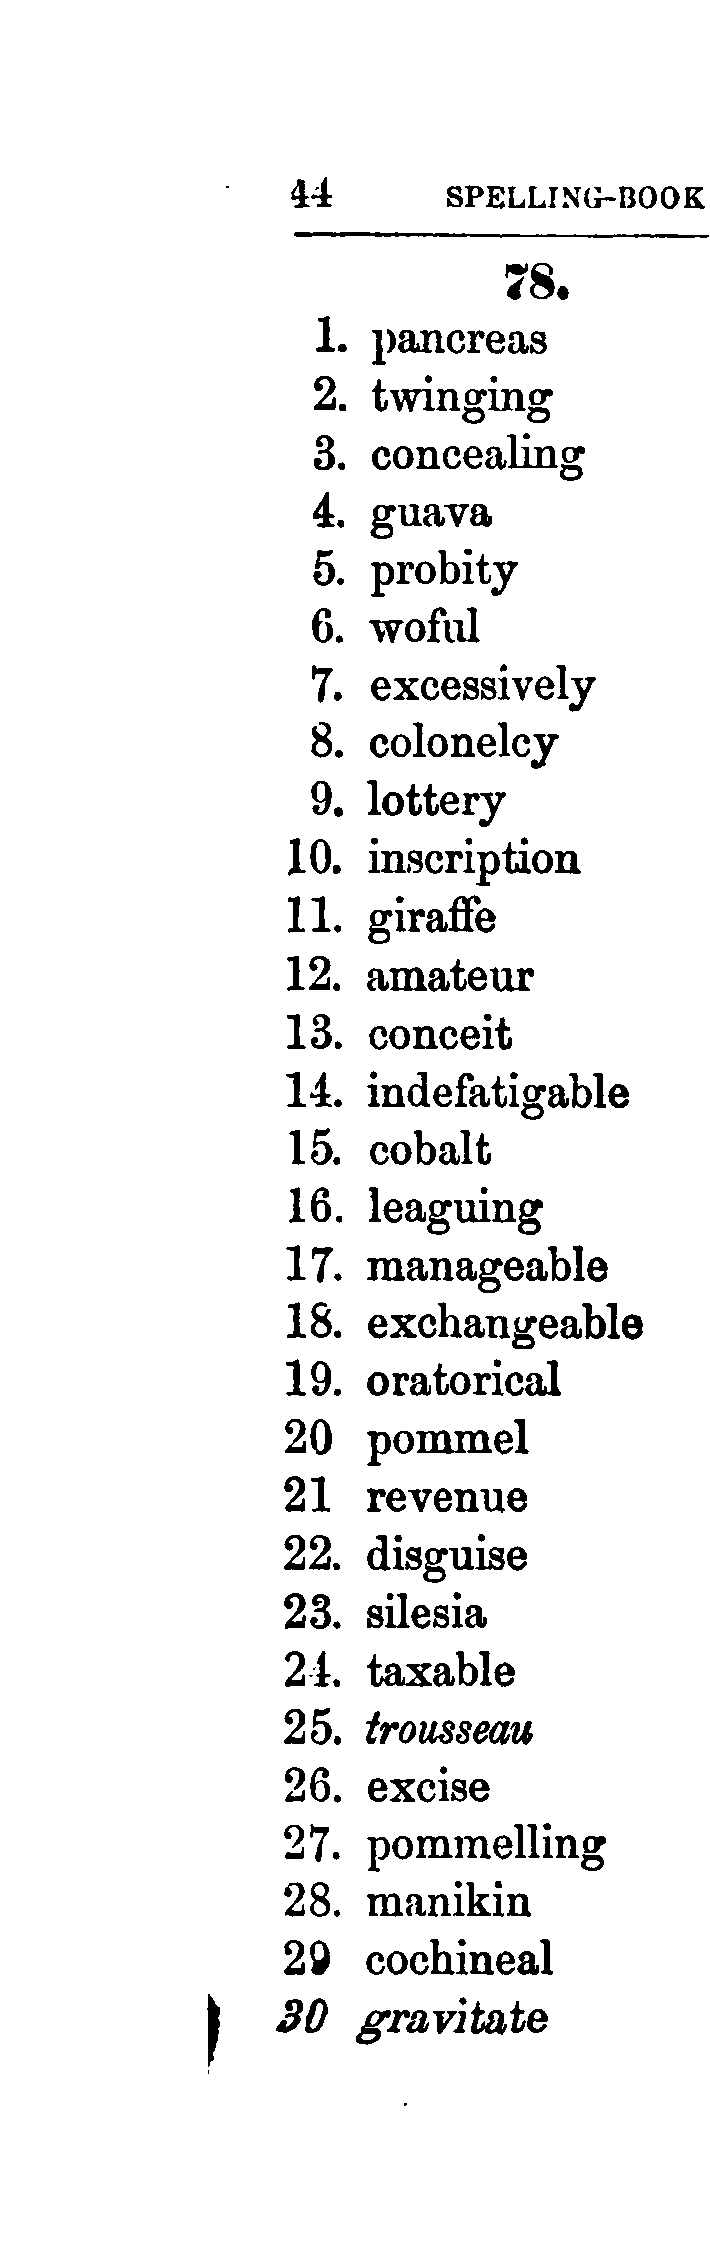 44 SPELLING-BOOK
78.
1. pancreas
2. twinging
3. concealing
4. guava
5. probity
6. woful
7. excessively
8. colonelcy
9. lottery
10. inscription
11. giraffe
12. amateur
13. conceit
14. indefatigable
15. cobalt
16. leaguing
17. manageable
18. exchangeable
19. oratorical
20 pommel
21 revenue
22. disguise
23. silesia
24. taxable
25. trousseau
26. excise
27. pommelling
28. manikin
29 cochineal
30 gravitate